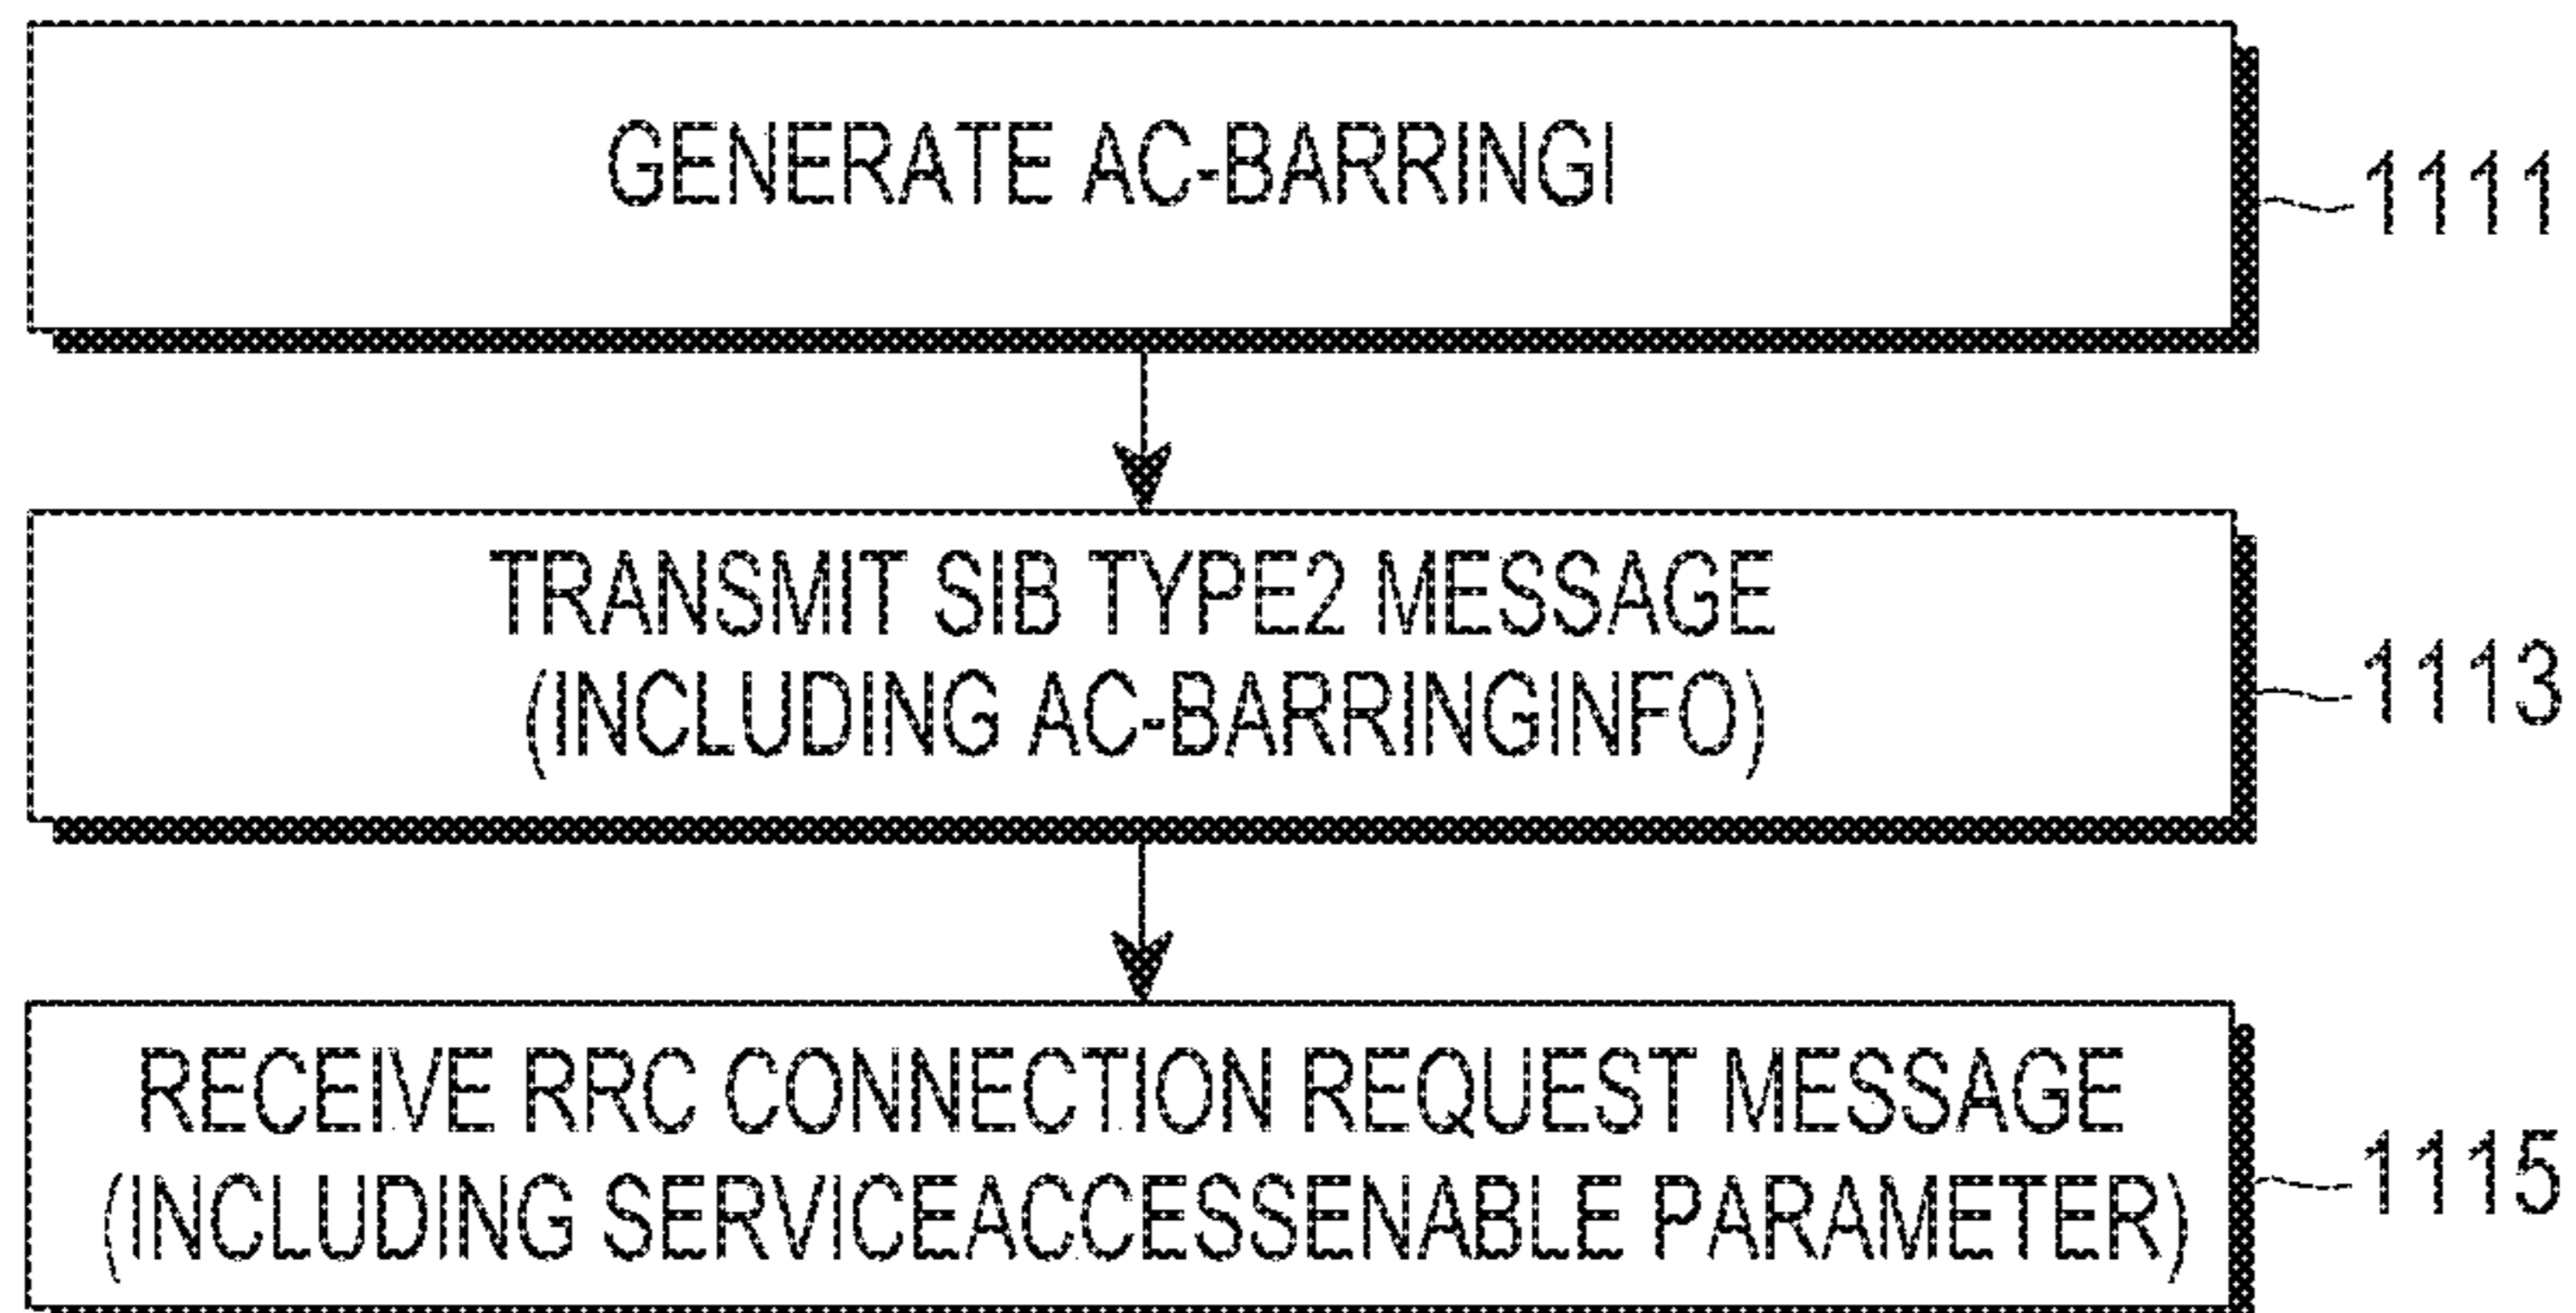 GENERATE AC-BARRINGI
1111
TRANSMIT SIB TYPE2 MESSAGE
(INCLUDING AC-BARRINGINFO)
1113
RECEIVE RRC CONNECTION REQUEST MESSAGE
(INCLUDING SERVICEACCESSENABLE PARAMETER)
1115